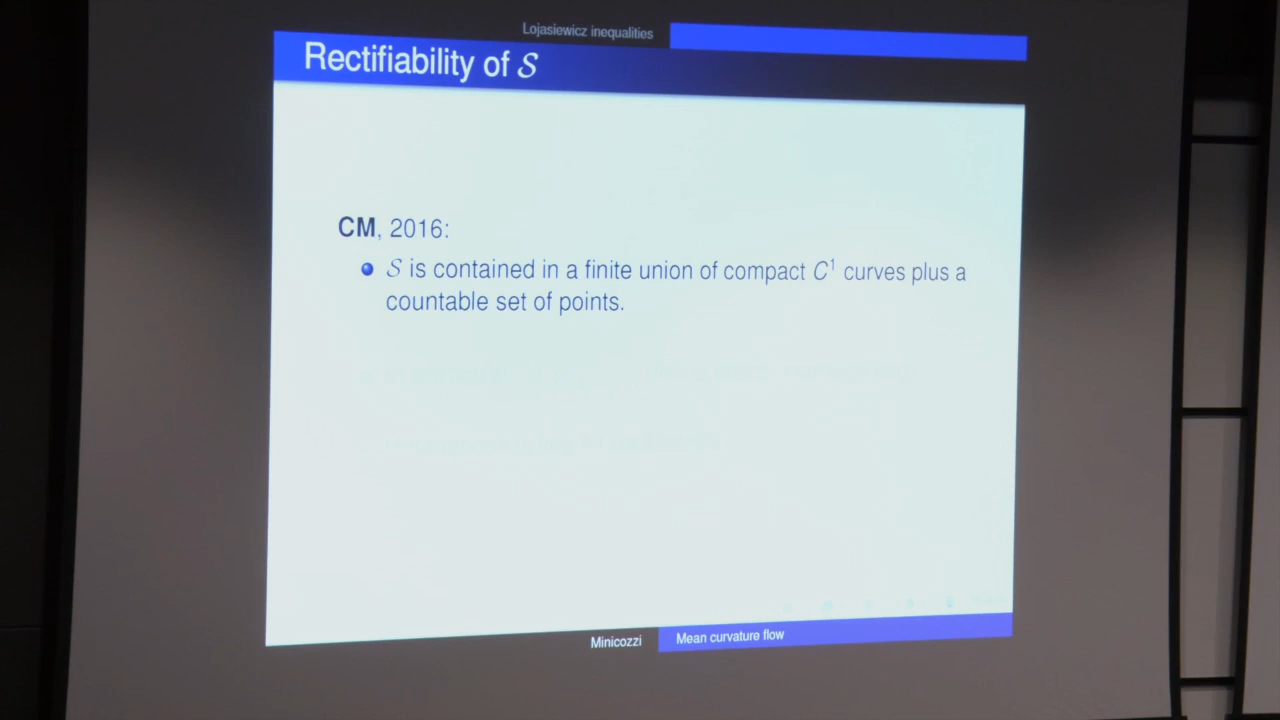 Lojasiewicz inequalities
Rectifiability of 𝒮
CM, 2016:
𝒮 is contained in a finite union of compact C¹ curves plus a
countable set of points.
Minicozzi
Mean curvature flow